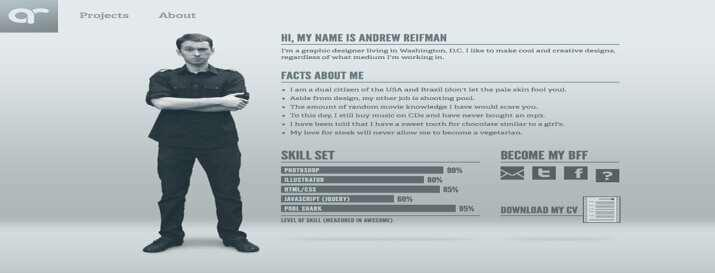 ar
Projects About
HI, MY NAME IS ANDREW REIFMAN
I'm a graphic designer living in Washington, D.C. I like to make cool and creative designs,
regardless of what medium I'm working in.
FACTS ABOUT ME
• I am a dual citizen of the USA and Brazil (don't let the pale skin fool you).
• Aside from design, my other job is shooting pool.
• The amount of random movie knowledge I have would scare you.
• To this day, I still buy music on CDs and have never bought an mp3.
• I have been told that I have a sweet tooth for chocolate similar to a girl's.
• My love for steak will never allow me to become a vegetarian.
SKILL SET
PHOTOSHOP 90%
ILLUSTRATOR 80%
HTML/CSS 85%
JAVASCRIPT (JQUERY) 60%
POOL SHARK 95%
LEVEL OF SKILL (MEASURED IN AWESOME)
BECOME MY BFF
t f ?
DOWNLOAD MY CV